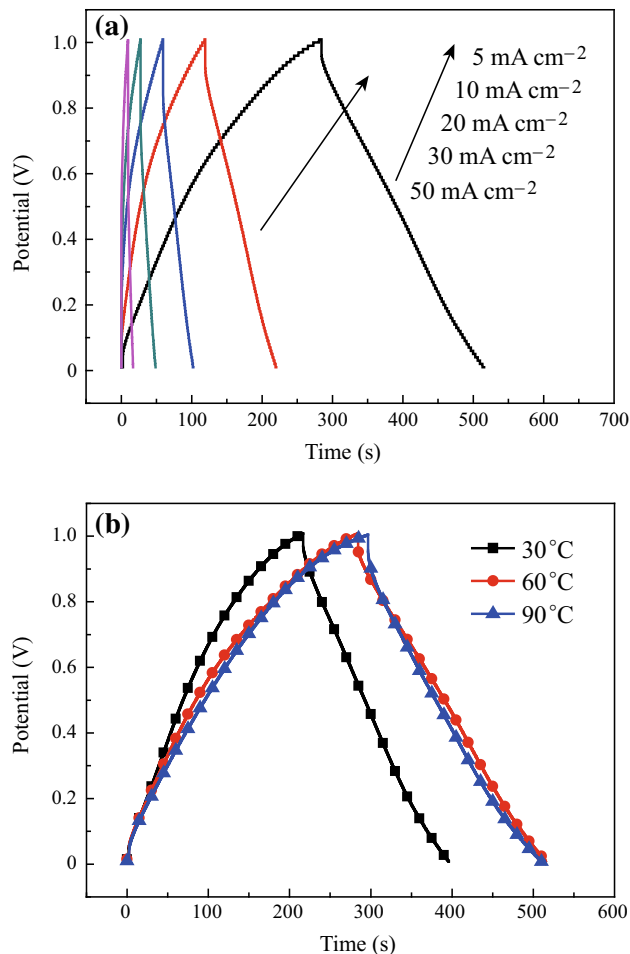 (a)
5 mA cm−2
10 mA cm−2
20 mA cm−2
30 mA cm−2
50 mA cm−2
1.0
0.8
0.6
0.4
0.2
0
Potential (V)
−100 0 100 200 300 400 500 600 700
Time (s)
(b)
30°C
60°C
90°C
1.0
0.8
0.6
0.4
0.2
0
Potential (V)
0 100 200 300 400 500 600
Time (s)